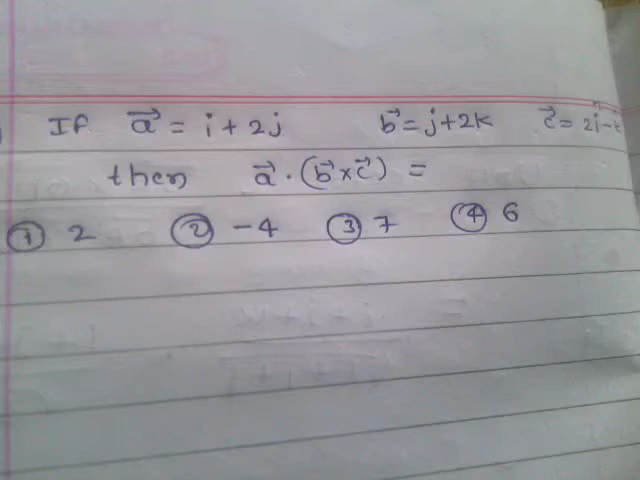 If a⃗ = i + 2j b⃗ = j + 2k c⃗ = 2i -
then a⃗ · (b⃗ × c⃗) =
① 2 ② -4 ③ 7 ④ 6